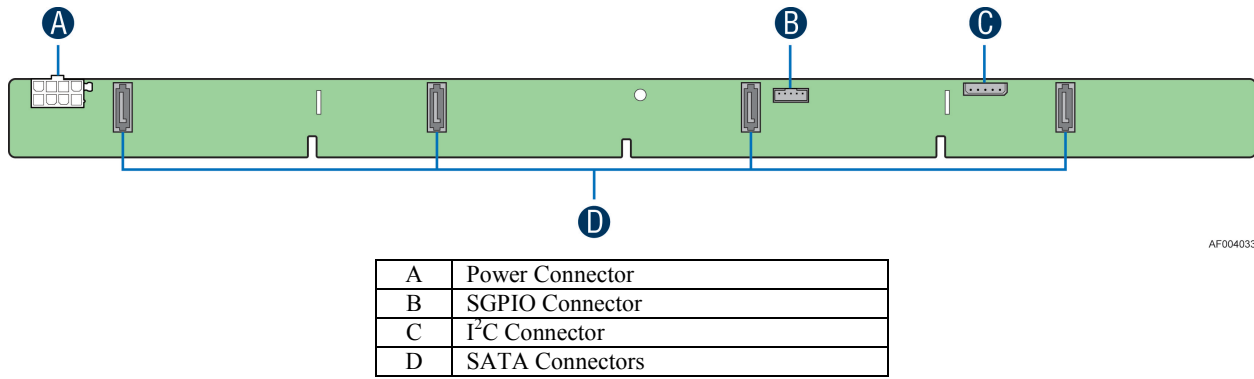 A B C
D
AF004033
A Power Connector
B SGPIO Connector
C I²C Connector
D SATA Connectors